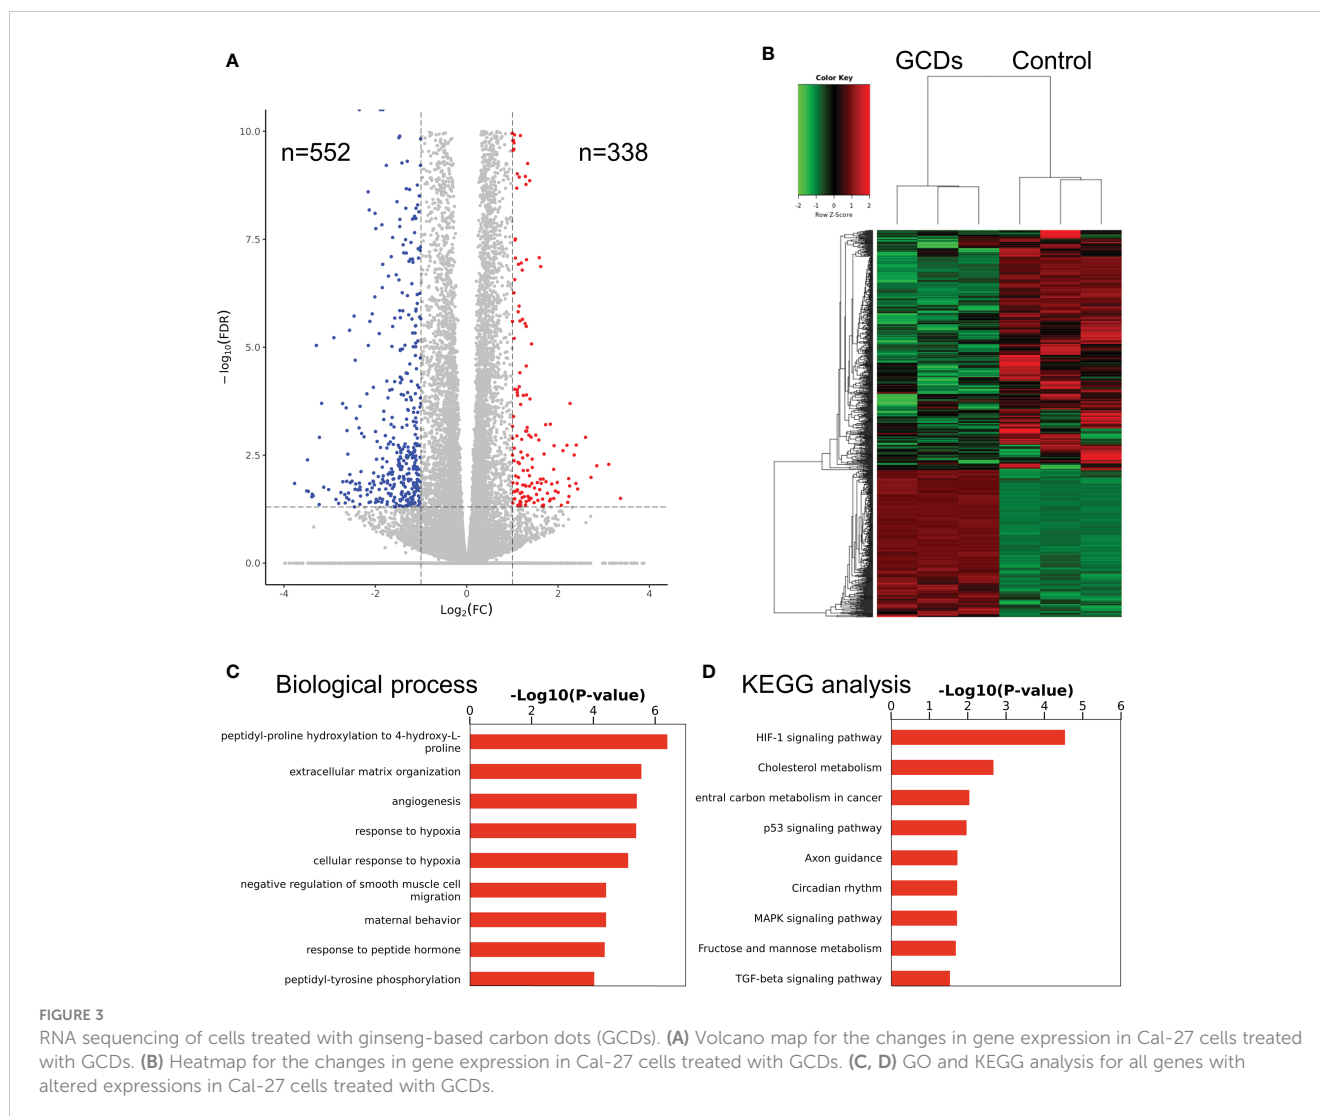 A
n=552
n=338
10.0
7.5
5.0
2.5
0.0
−log10(FDR)
-4 -2 0 2 4
Log2(FC)
B
GCDs Control
Color Key
-2 -1 0 1 2
Row Z-Score
C
Biological process
-Log10(P-value)
0 2 4 6
peptidyl-proline hydroxylation to 4-hydroxy-L-
proline
extracellular matrix organization
angiogenesis
response to hypoxia
cellular response to hypoxia
negative regulation of smooth muscle cell
migration
maternal behavior
response to peptide hormone
peptidyl-tyrosine phosphorylation
D
KEGG analysis
-Log10(P-value)
0 1 2 3 4 5 6
HIF-1 signaling pathway
Cholesterol metabolism
entral carbon metabolism in cancer
p53 signaling pathway
Axon guidance
Circadian rhythm
MAPK signaling pathway
Fructose and mannose metabolism
TGF-beta signaling pathway
FIGURE 3
RNA sequencing of cells treated with ginseng-based carbon dots (GCDs). (A) Volcano map for the changes in gene expression in Cal-27 cells treated
with GCDs. (B) Heatmap for the changes in gene expression in Cal-27 cells treated with GCDs. (C, D) GO and KEGG analysis for all genes with
altered expressions in Cal-27 cells treated with GCDs.